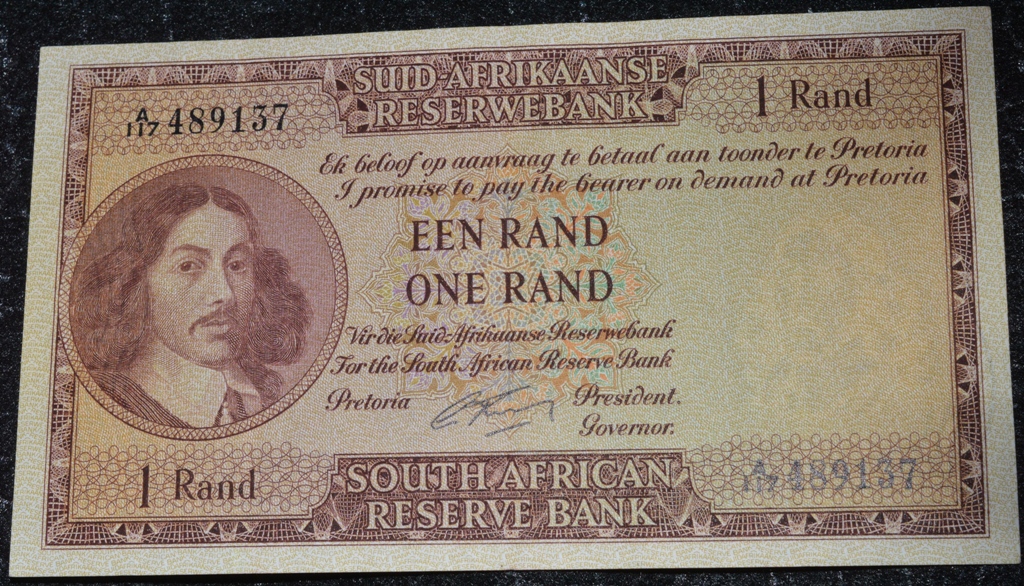 SUID-AFRIKAANSE
RESERWEBANK
1 Rand
A/117 489137
Ek beloof op aanvraag te betaal aan toonder te Pretoria
I promise to pay the bearer on demand at Pretoria
EEN RAND
ONE RAND
Vir die Suid-Afrikaanse Reserwebank
For the South African Reserve Bank
Pretoria
President.
Governor.
1 Rand
SOUTH AFRICAN
RESERVE BANK
A/117 489137